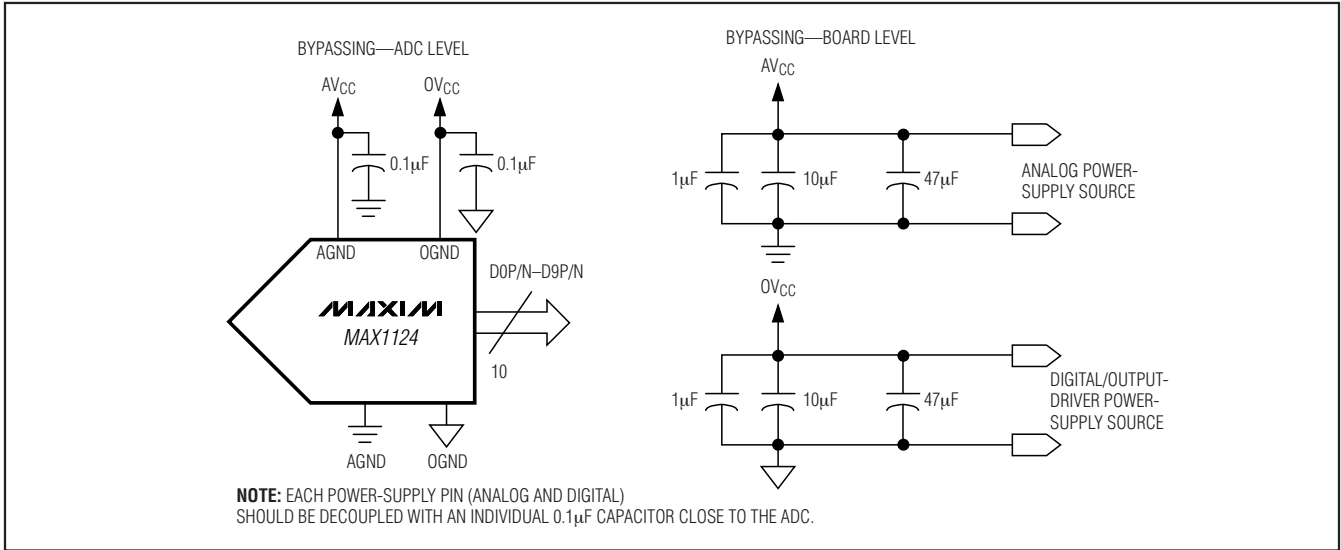 BYPASSING—ADC LEVEL
AVCC
OVCC
0.1µF
0.1µF
AGND
OGND
D0P/N–D9P/N
MAXIM
MAX1124
10
AGND
OGND
BYPASSING—BOARD LEVEL
AVCC
1µF
10µF
47µF
ANALOG POWER-
SUPPLY SOURCE
OVCC
1µF
10µF
47µF
DIGITAL/OUTPUT-
DRIVER POWER-
SUPPLY SOURCE
NOTE: EACH POWER-SUPPLY PIN (ANALOG AND DIGITAL)
SHOULD BE DECOUPLED WITH AN INDIVIDUAL 0.1µF CAPACITOR CLOSE TO THE ADC.